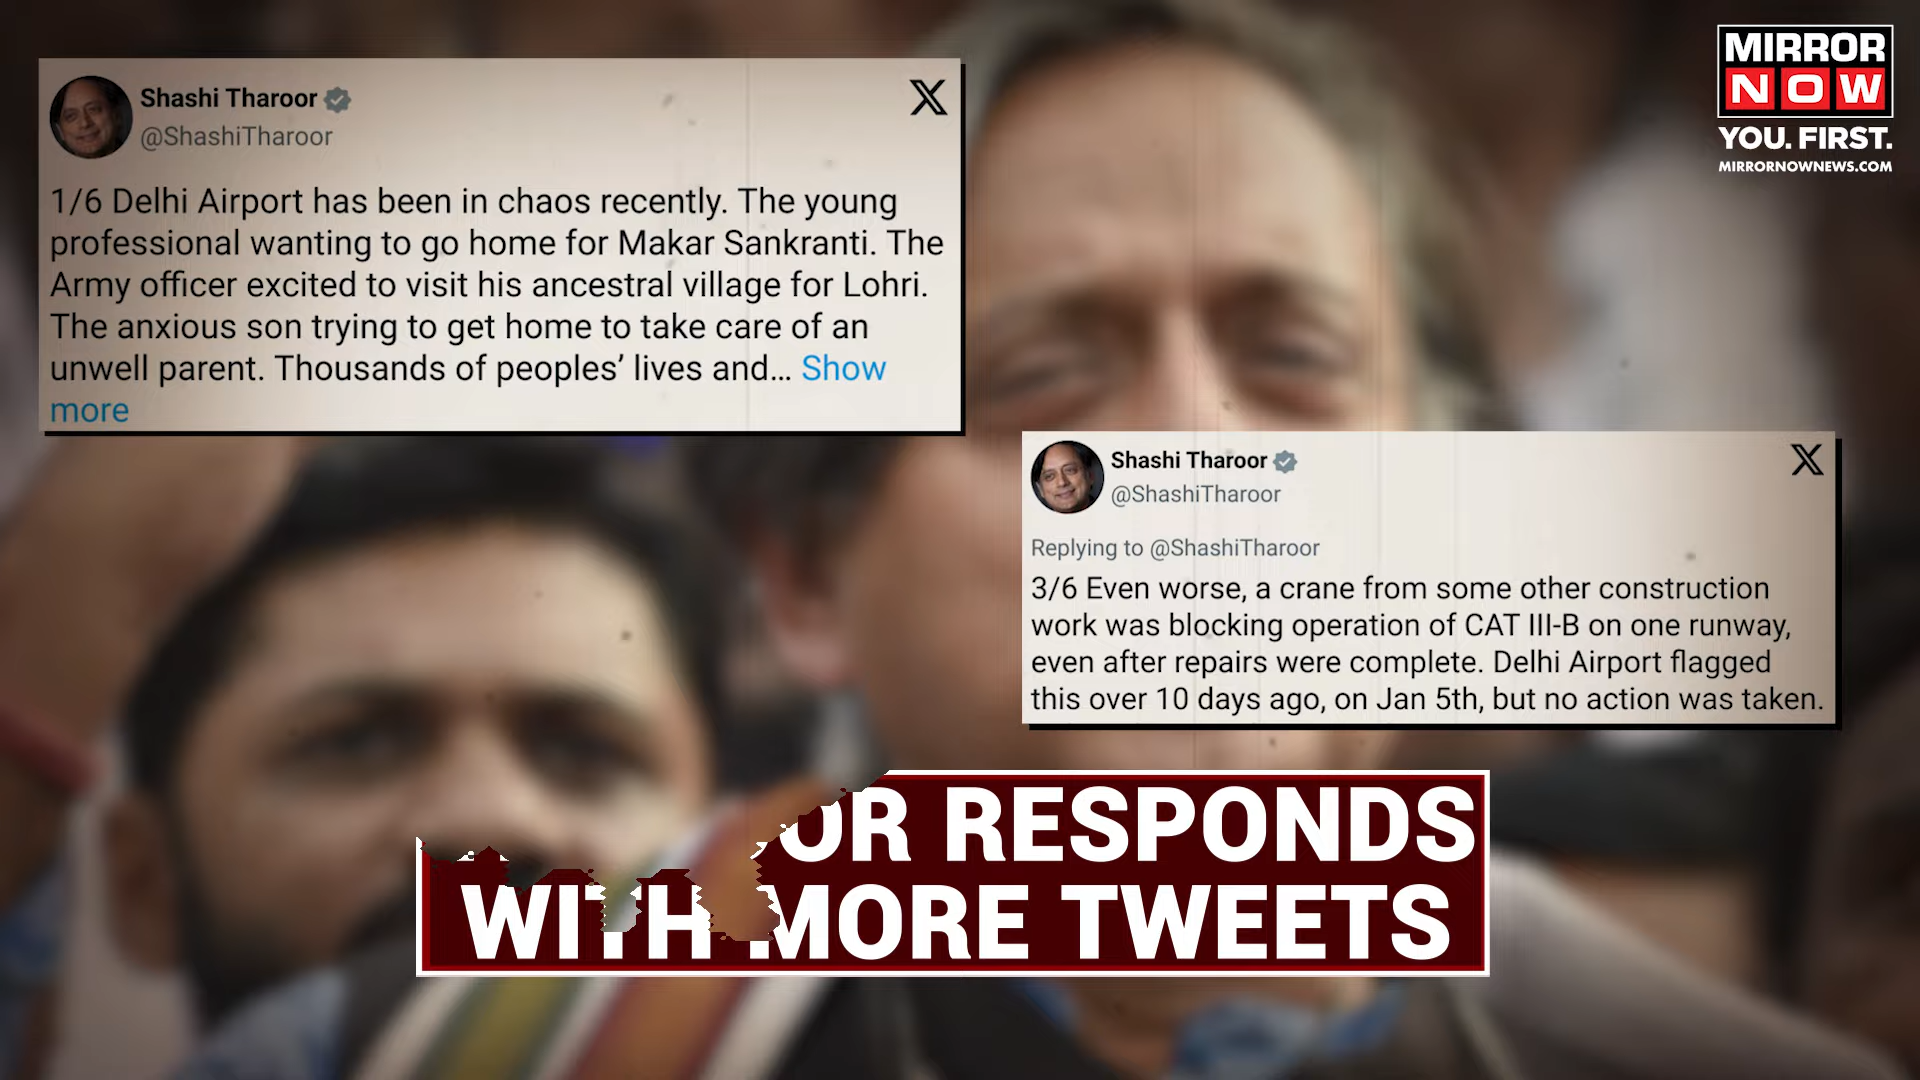 Shashi Tharoor
@ShashiTharoor
1/6 Delhi Airport has been in chaos recently. The young
professional wanting to go home for Makar Sankranti. The
Army officer excited to visit his ancestral village for Lohri.
The anxious son trying to get home to take care of an
unwell parent. Thousands of peoples’ lives and... Show
more
MIRROR
NOW
YOU. FIRST.
MIRRORNOWNEWS.COM
Shashi Tharoor
@ShashiTharoor
Replying to @ShashiTharoor
3/6 Even worse, a crane from some other construction
work was blocking operation of CAT III-B on one runway,
even after repairs were complete. Delhi Airport flagged
this over 10 days ago, on Jan 5th, but no action was taken.
OR RESPONDS
WITH MORE TWEETS